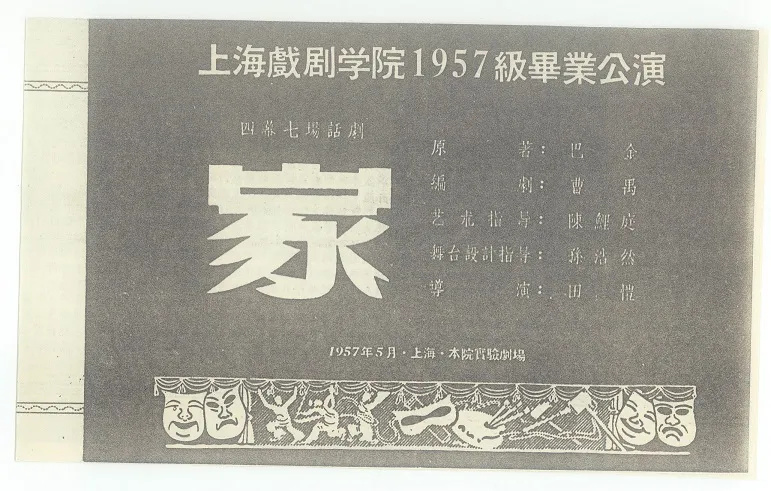 上海戲剧学院1957級畢業公演
四幕七場話劇
家
原著：巴金
編劇：曹禺
艺术指导：陳鯉庭
舞台設計指导：孫浩然
導演：田稼
1957年5月·上海·本院實驗劇場